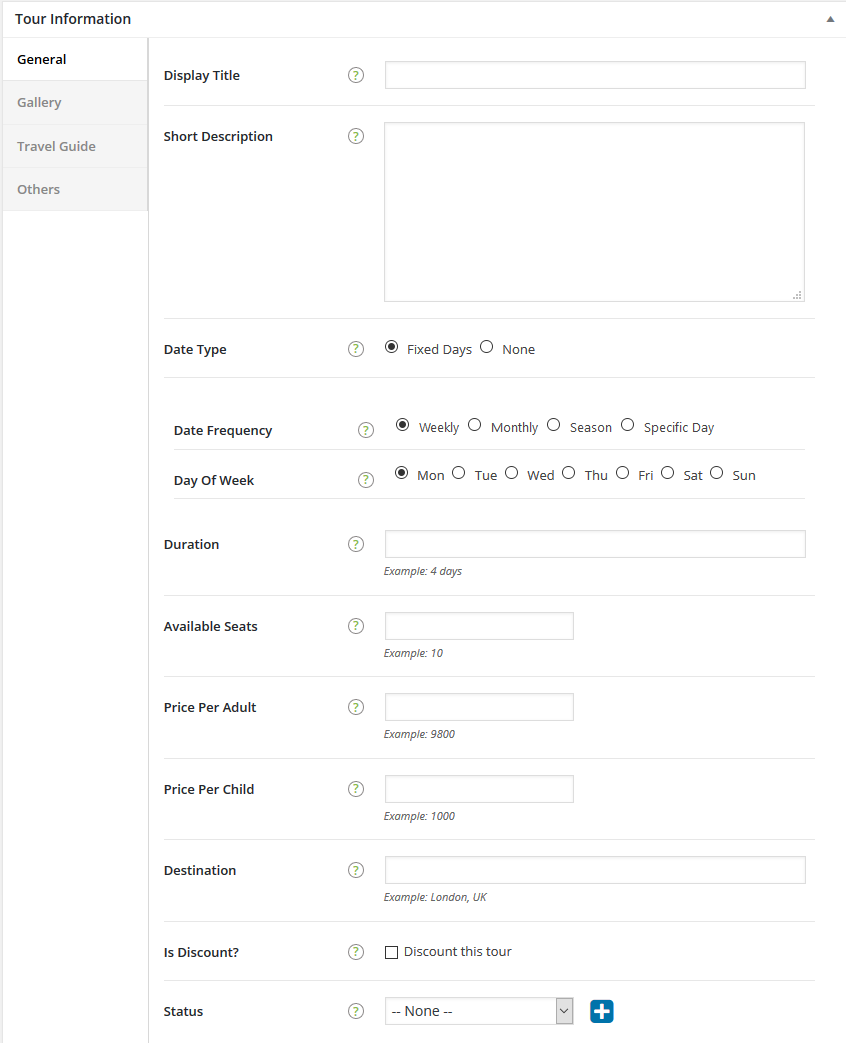 Tour Information
General
Gallery
Travel Guide
Others
Display Title ?
Short Description ?
Date Type ? Fixed Days None
Date Frequency ? Weekly Monthly Season Specific Day
Day Of Week ? Mon Tue Wed Thu Fri Sat Sun
Duration ?
Example: 4 days
Available Seats ?
Example: 10
Price Per Adult ?
Example: 9800
Price Per Child ?
Example: 1000
Destination ?
Example: London, UK
Is Discount? ? Discount this tour
Status ? -- None --